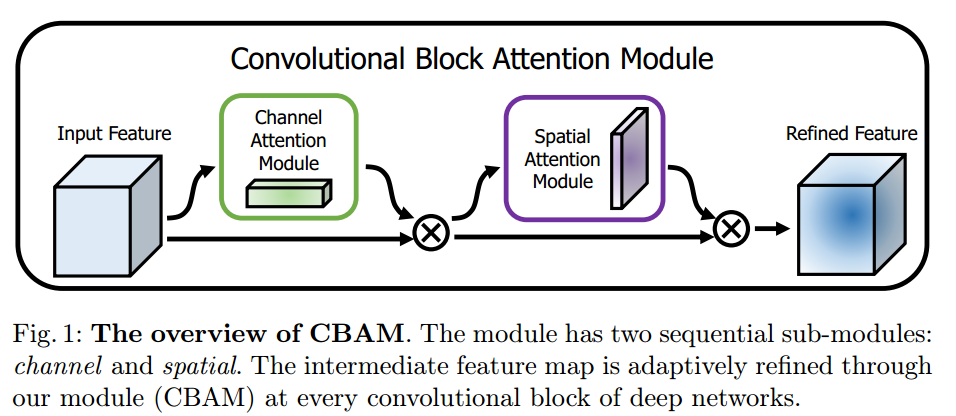 Convolutional Block Attention Module
Input Feature
Channel
Attention
Module
Spatial
Attention
Module
Refined Feature
Fig. 1: The overview of CBAM. The module has two sequential sub-modules:
channel and spatial. The intermediate feature map is adaptively refined through
our module (CBAM) at every convolutional block of deep networks.